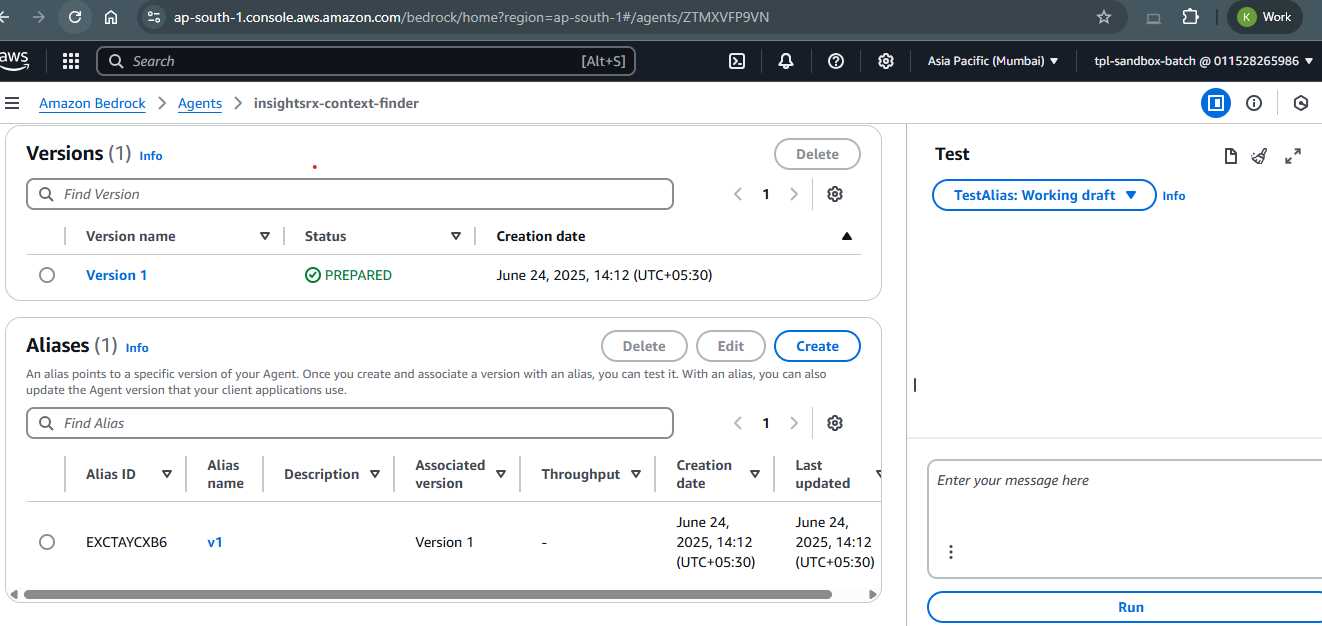 ap-south-1.console.aws.amazon.com/bedrock/home?region=ap-south-1#/agents/ZTMXVFP9VN
K Work
aws
Search [Alt+S]
Asia Pacific (Mumbai)
tpl-sandbox-batch @ 011528265986
Amazon Bedrock
Agents
insightsrx-context-finder
Versions (1) Info
Delete
Find Version
1
Version name Status Creation date
Version 1 PREPARED June 24, 2025, 14:12 (UTC+05:30)
Aliases (1) Info
Delete Edit Create
An alias points to a specific version of your Agent. Once you create and associate a version with an alias, you can test it. With an alias, you can also
update the Agent version that your client applications use.
Find Alias
1
Alias ID Alias name Description Associated version Throughput Creation date Last updated
EXCTAYCXB6 v1 Version 1 - June 24, 2025, 14:12 (UTC+05:30) June 24, 2025, 14:12 (UTC+05:30)
Test
TestAlias: Working draft Info
Enter your message here
Run